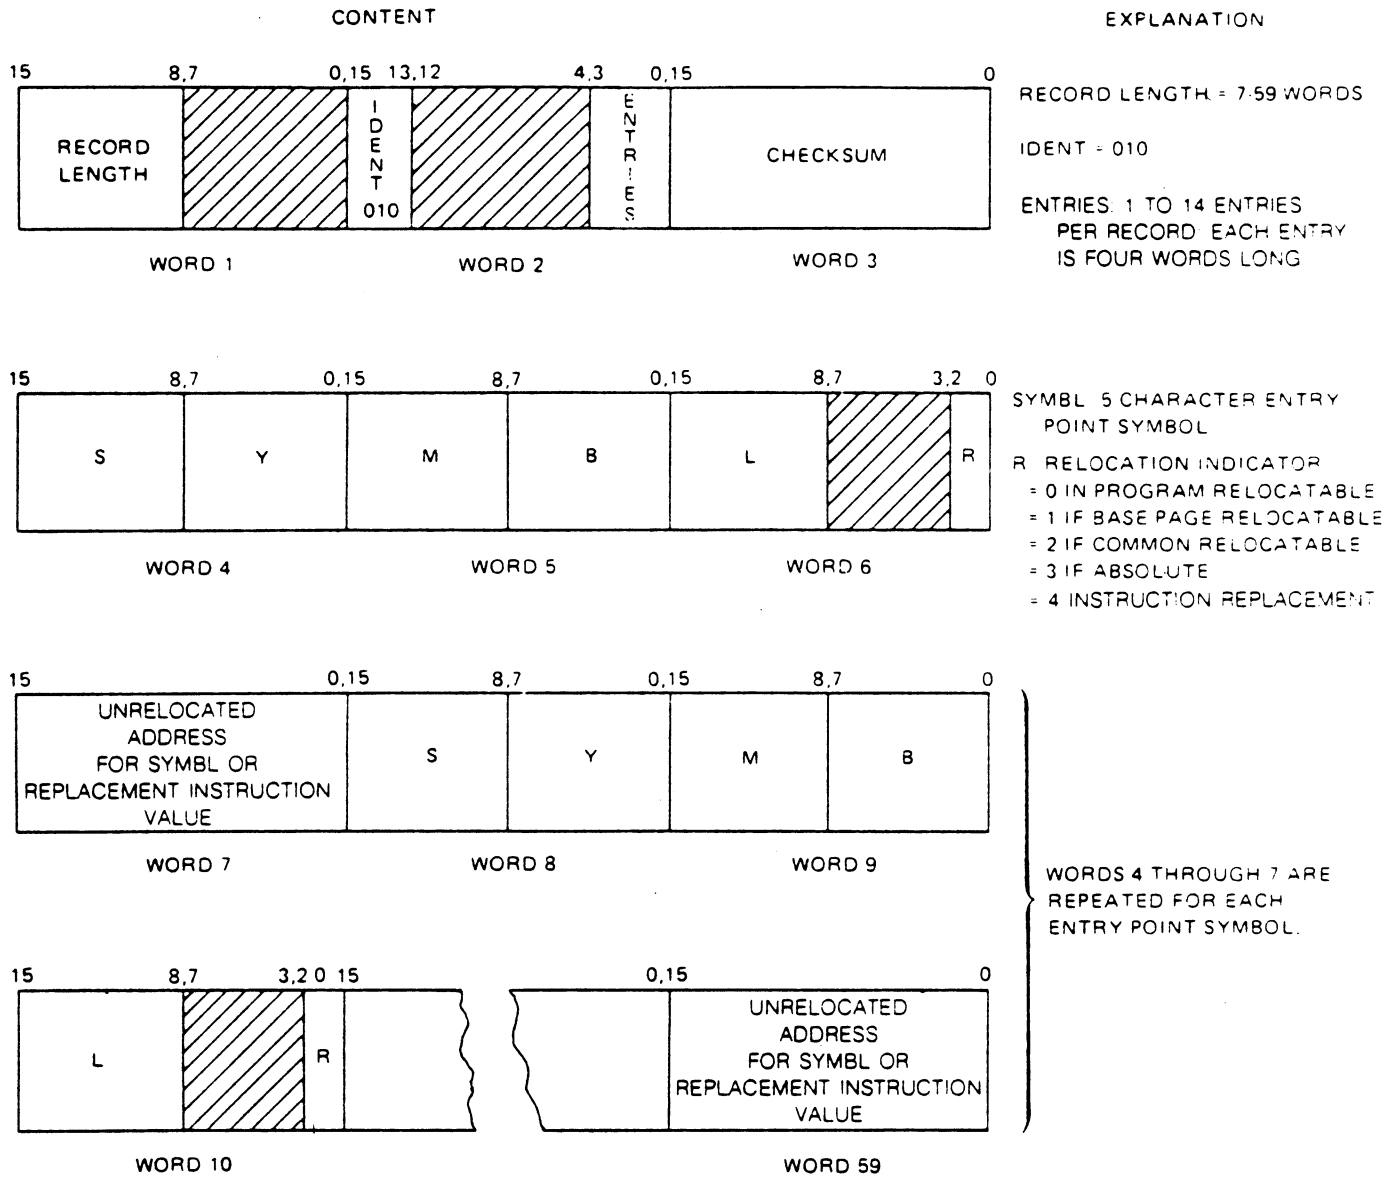 CONTENT
EXPLANATION
15 8,7 0,15 13,12 4,3 0,15 0
RECORD LENGTH
IDENT 010
ENTRIES
CHECKSUM
WORD 1 WORD 2 WORD 3
RECORD LENGTH = 7-59 WORDS
IDENT = 010
ENTRIES: 1 TO 14 ENTRIES
PER RECORD: EACH ENTRY
IS FOUR WORDS LONG
15 8,7 0,15 8,7 0,15 8,7 3,2 0
S Y M B L R
WORD 4 WORD 5 WORD 6
SYMBL 5 CHARACTER ENTRY
POINT SYMBOL
R RELOCATION INDICATOR
= 0 IN PROGRAM RELOCATABLE
= 1 IF BASE PAGE RELOCATABLE
= 2 IF COMMON RELOCATABLE
= 3 IF ABSOLUTE
= 4 INSTRUCTION REPLACEMENT
15 0,15 8,7 0,15 8,7 0
UNRELOCATED
ADDRESS
FOR SYMBL OR
REPLACEMENT INSTRUCTION
VALUE
S Y M B
WORD 7 WORD 8 WORD 9
WORDS 4 THROUGH 7 ARE
REPEATED FOR EACH
ENTRY POINT SYMBOL.
15 8,7 3,2 0 15 0,15 0
L R
UNRELOCATED
ADDRESS
FOR SYMBL OR
REPLACEMENT INSTRUCTION
VALUE
WORD 10 WORD 59